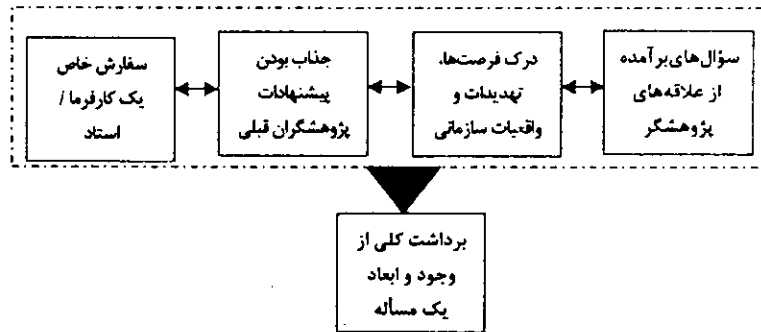 سؤال‌های برآمده
از علاقه‌های
پژوهشگر
درک فرصت‌ها،
تهدیدات و
واقعیات سازمانی
جذاب بودن
پیشنهادات
پژوهشگران قبلی
سفارش خاص
یک کارفرما /
استاد
برداشت کلی از
وجود و ابعاد
یک مسأله